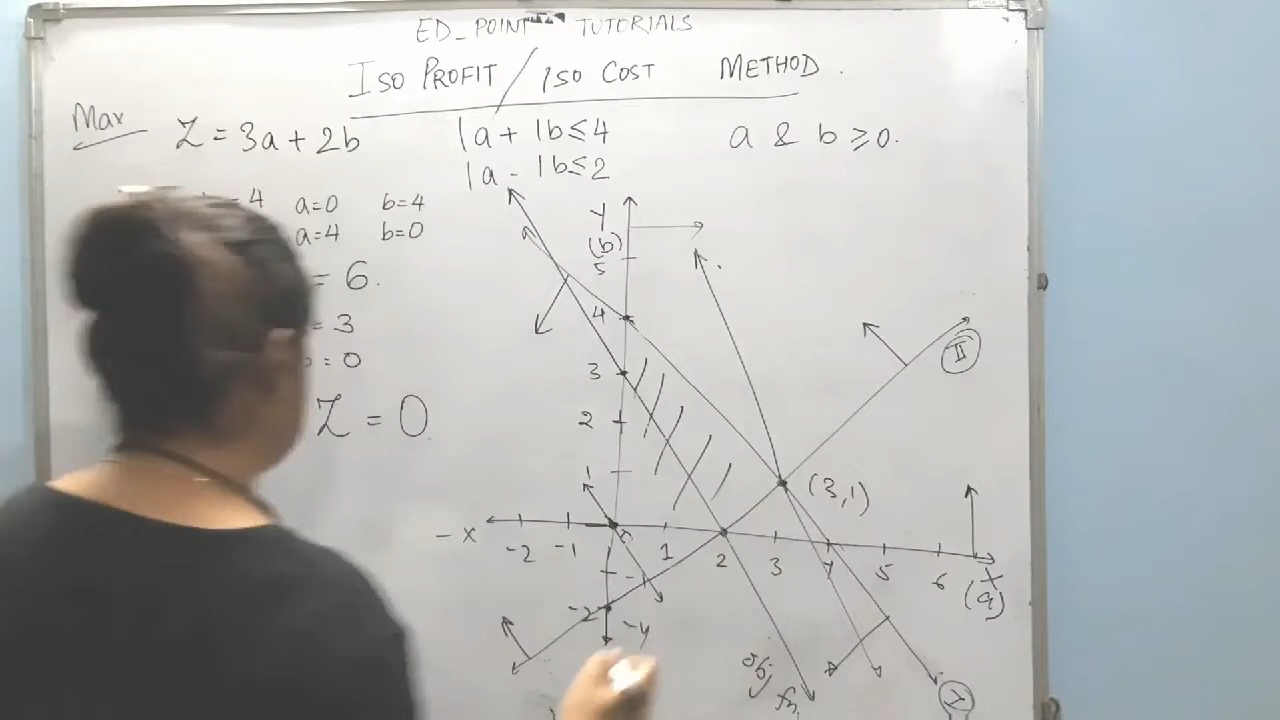 ED_POINT TUTORIALS
ISO PROFIT / ISO COST METHOD.
Max Z = 3a + 2b
1a + 1b ≤ 4
1a - 1b ≤ 2
a & b ≥ 0.
= 4 a=0 b=4
a=4 b=0
= 6.
= 3
= 0
Z = 0
Y
(b)
5
4
3
2
1
-X -2 -1 1 2 3 4 5 6 X
(a)
-1
-2
-Y
(3,1)
II
I
obj fn